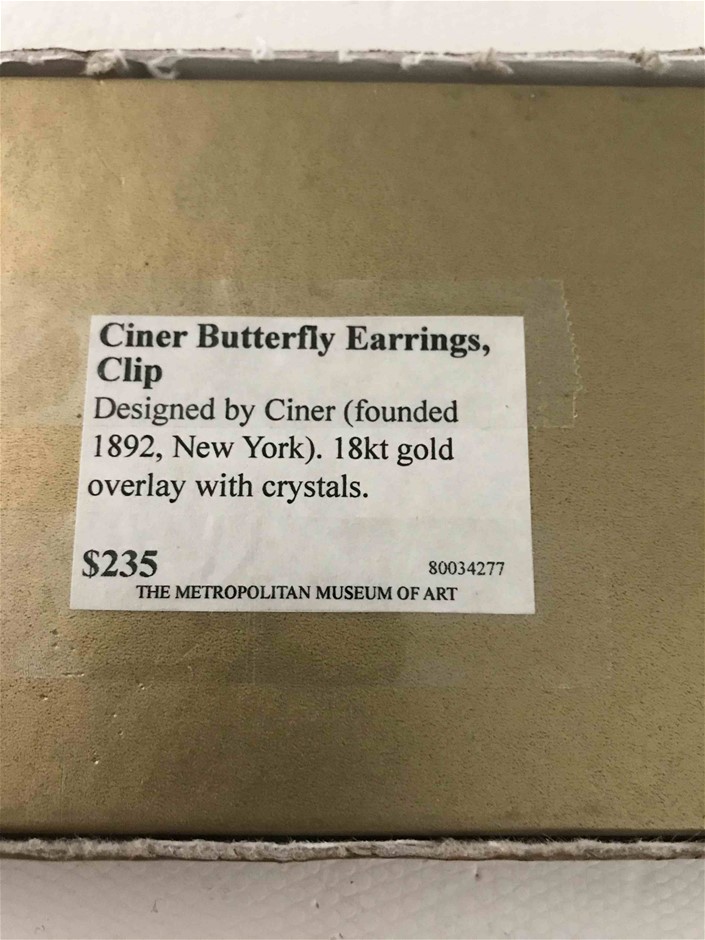 Ciner Butterfly Earrings,
Clip
Designed by Ciner (founded
1892, New York). 18kt gold
overlay with crystals.
$235 80034277
THE METROPOLITAN MUSEUM OF ART